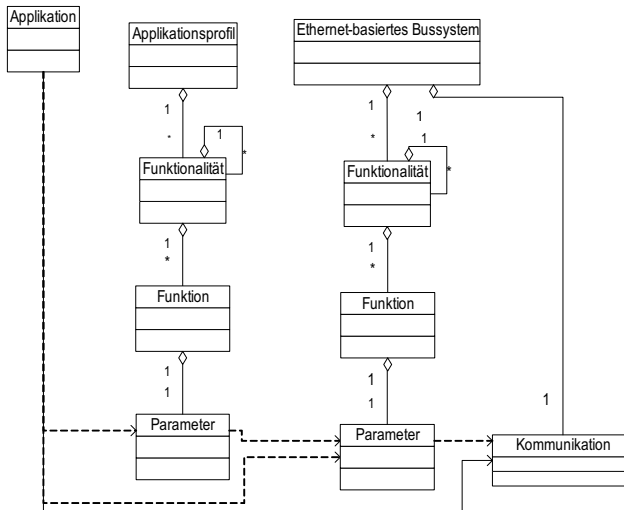 Applikation
Applikationsprofil
Ethernet-basiertes Bussystem
1
*
1
*
Funktionalität
1
*
Funktion
1
1
Parameter
1
*
1
1
*
Funktionalität
1
*
Funktion
1
1
Parameter
1
Kommunikation